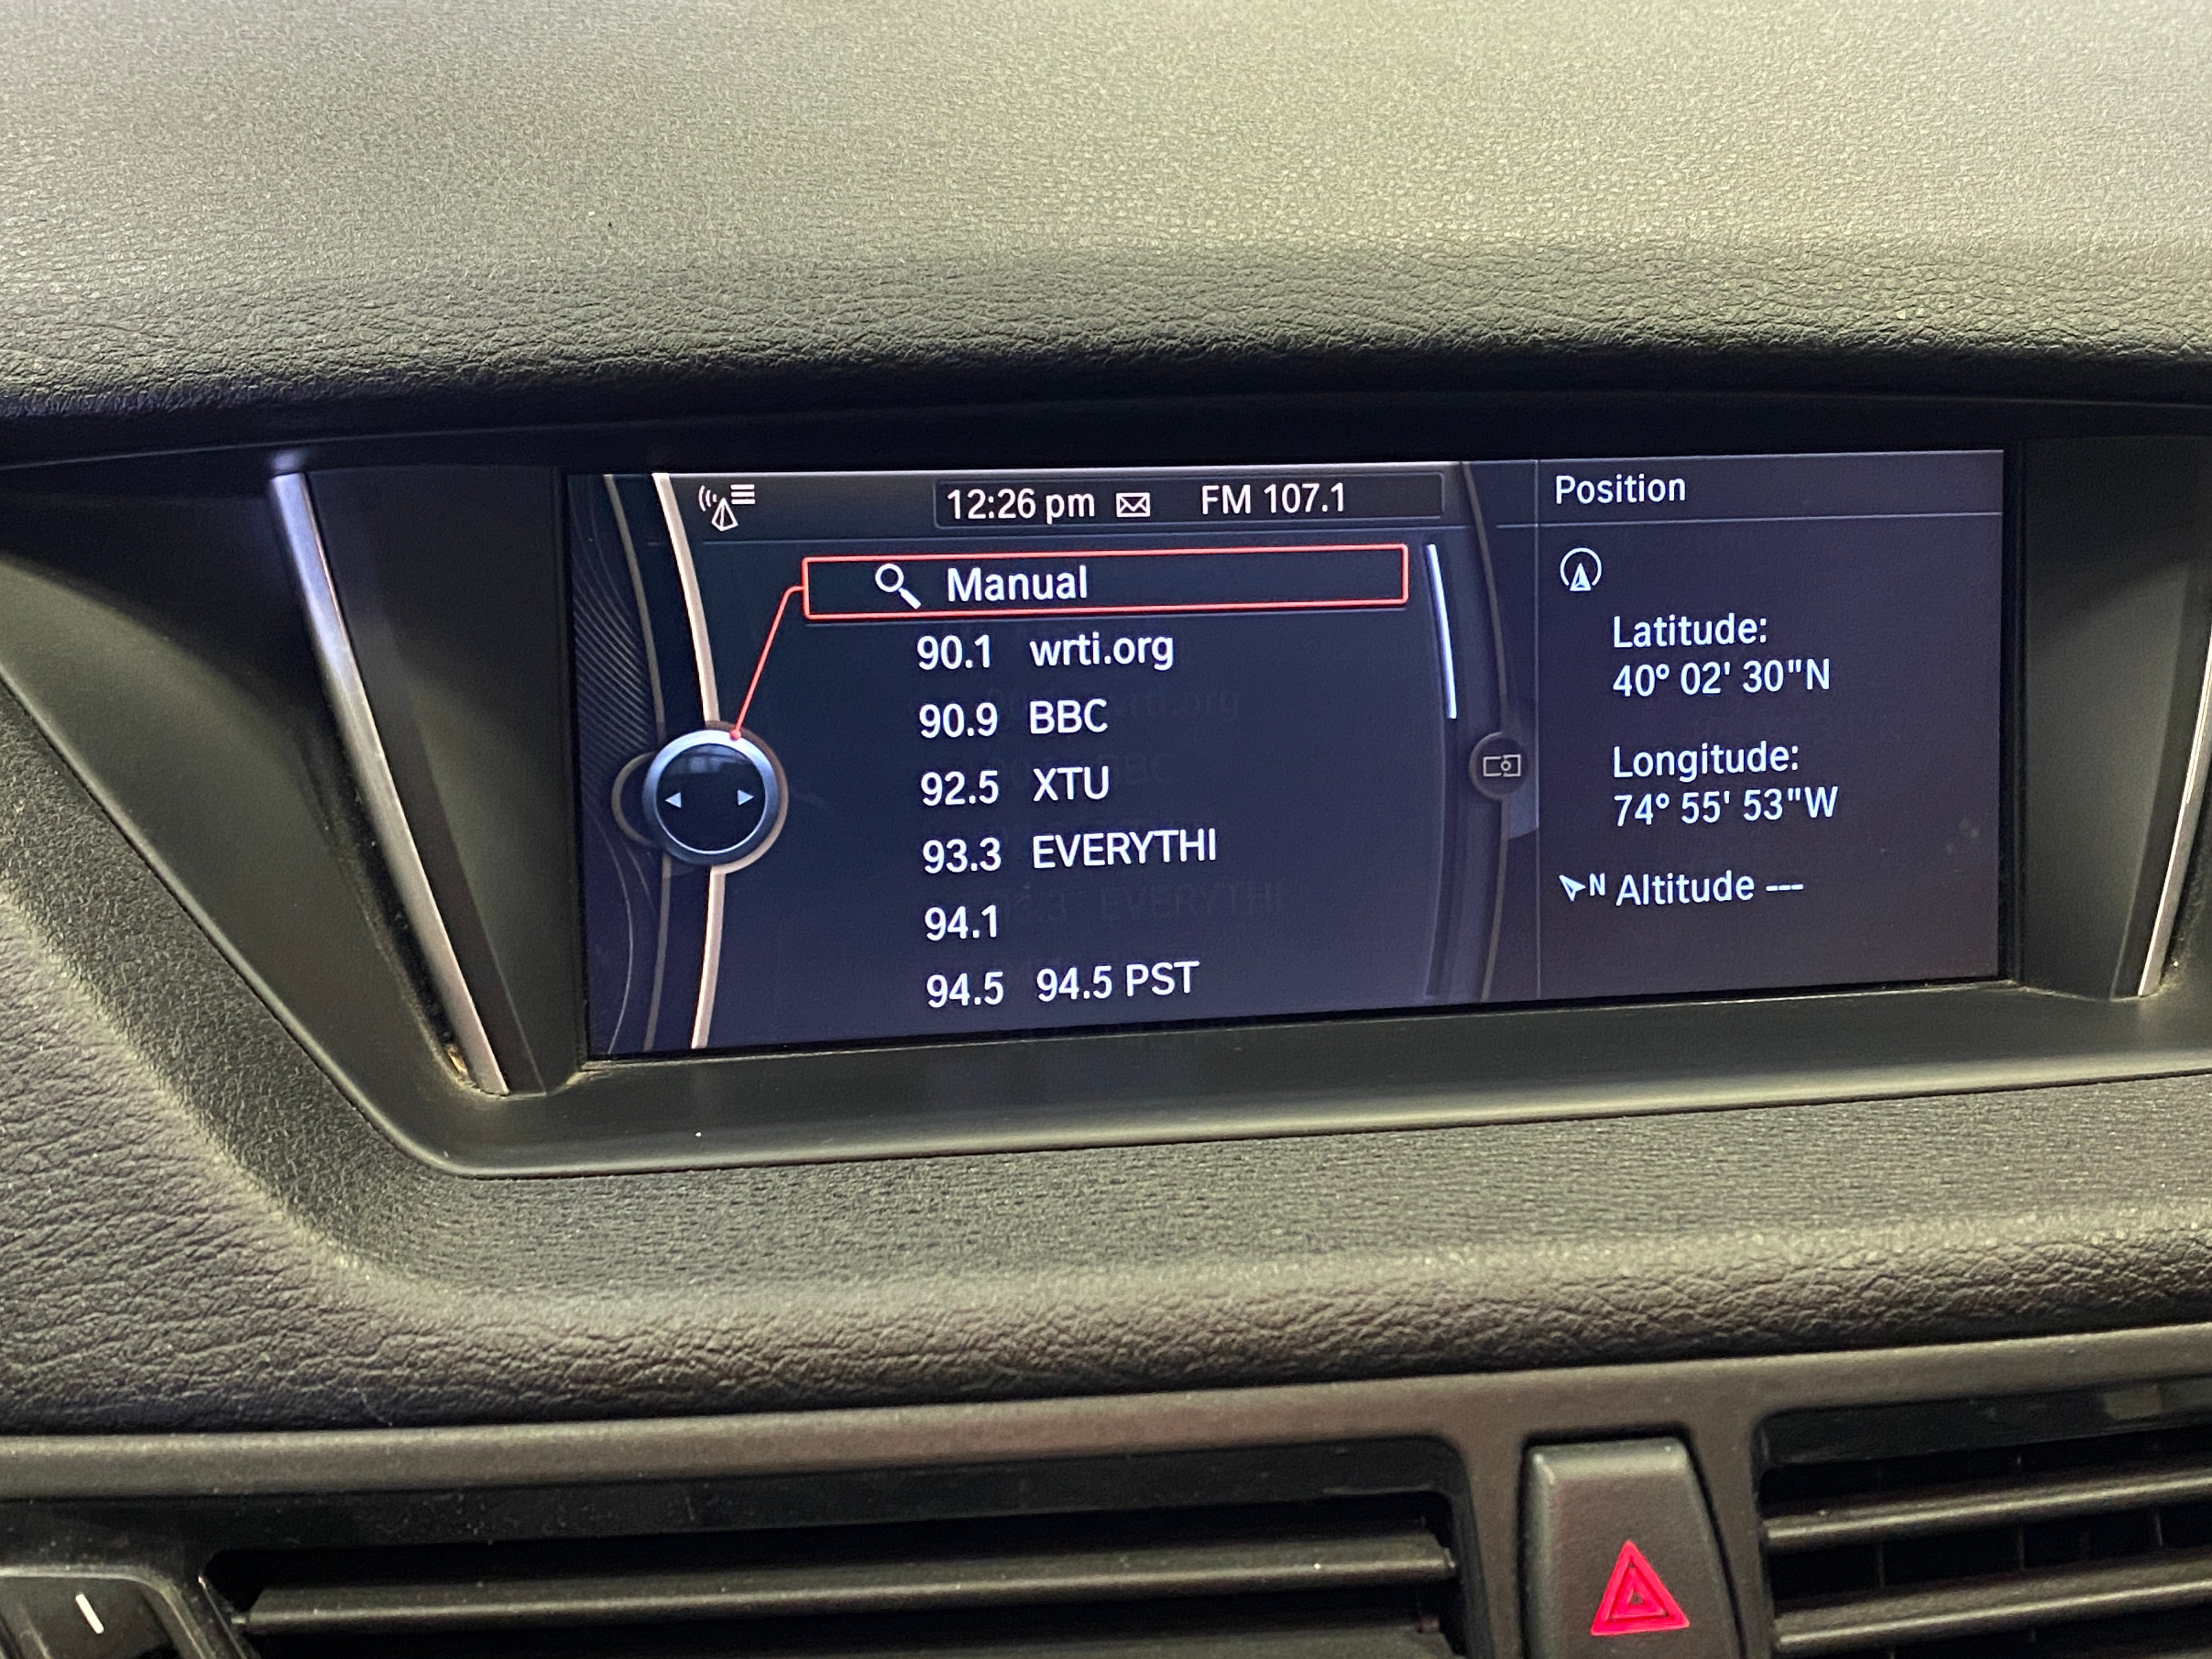 12:26 pm FM 107.1
Manual
90.1 wrti.org
90.9 BBC
92.5 XTU
93.3 EVERYTHI
94.1
94.5 94.5 PST
Position
Latitude:
40° 02' 30"N
Longitude:
74° 55' 53"W
N Altitude ---